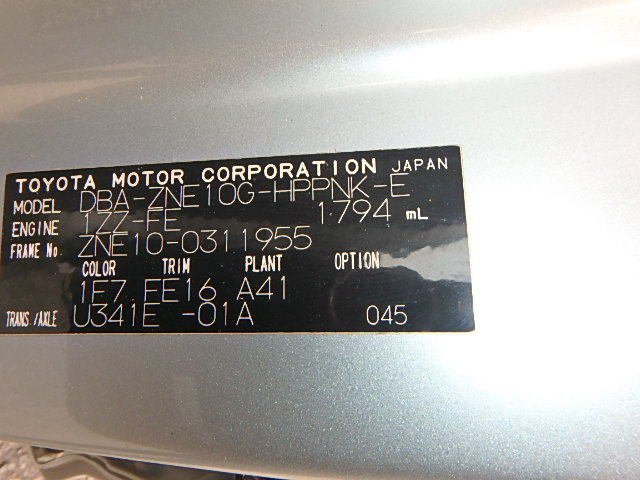 TOYOTA MOTOR CORPORATION JAPAN
MODEL DBA-ZNE10G-HPPNK-E
ENGINE 1ZZ-FE 1794 mL
FRAME No. ZNE10-0311955
COLOR TRIM PLANT OPTION
1F7 FE16 A41
TRANS./AXLE U341E -01A 045